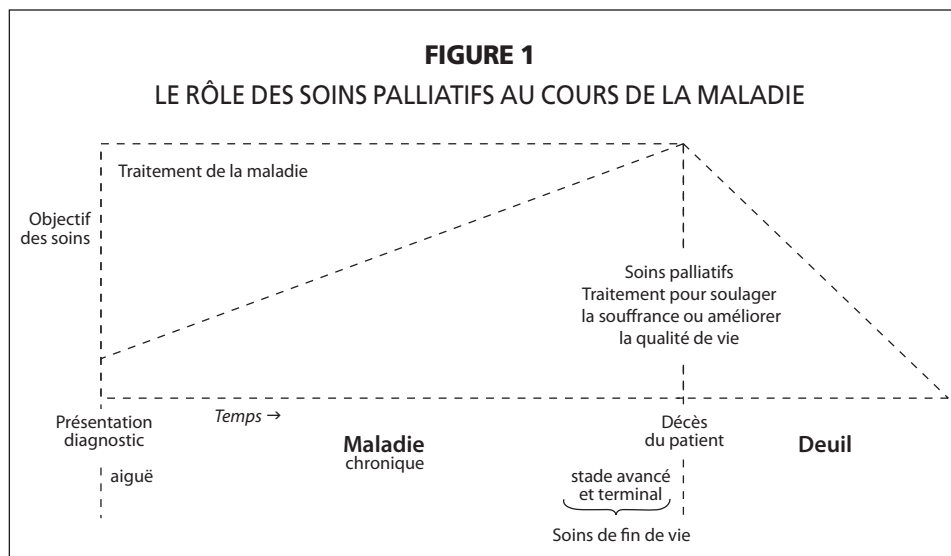 FIGURE 1
LE RÔLE DES SOINS PALLIATIFS AU COURS DE LA MALADIE
Traitement de la maladie
Objectif
des soins
Soins palliatifs
Traitement pour soulager
la souffrance ou améliorer
la qualité de vie
Présentation
diagnostic
Temps →
Maladie
chronique
Décès
du patient
Deuil
aiguë
stade avancé
et terminal
Soins de fin de vie